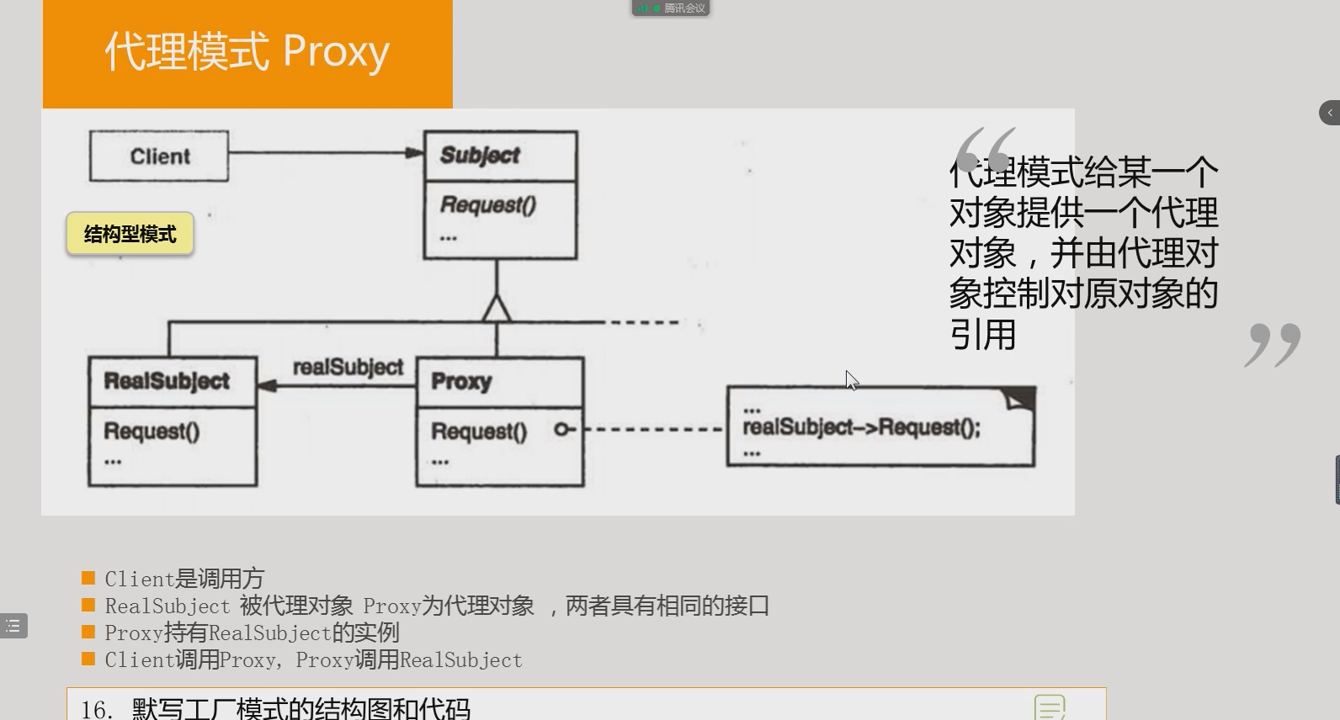 腾讯会议
代理模式 Proxy
Client
Subject
Request()
...
结构型模式
代理模式给某一个
对象提供一个代理
对象，并由代理对
象控制对原对象的
引用
RealSubject
Request()
...
realSubject
Proxy
Request()
...
...
realSubject->Request();
...
Client是调用方
RealSubject 被代理对象 Proxy为代理对象 ，两者具有相同的接口
Proxy持有RealSubject的实例
Client调用Proxy, Proxy调用RealSubject
16. 默写工厂模式的结构图和代码